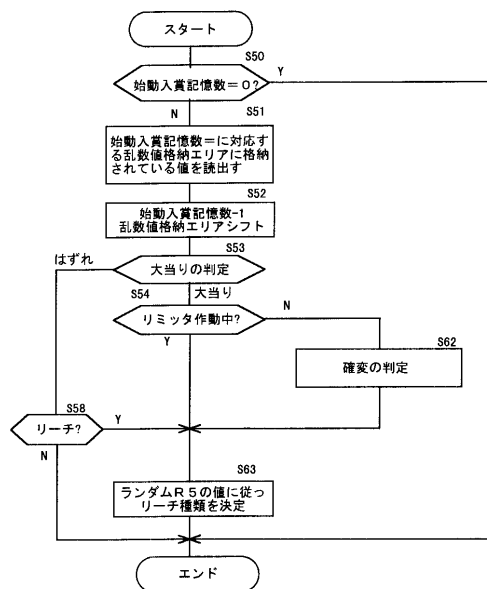 スタート
S50
始動入賞記憶数＝0?
Y
N
S51
始動入賞記憶数＝に対応す
る乱数値格納エリアに格納
されている値を読出す
S52
始動入賞記憶数-1
乱数値格納エリアシフト
S53
はずれ
大当りの判定
S54
大当り
リミッタ作動中?
N
Y
S62
確変の判定
S58
リーチ?
Y
N
S63
ランダムR5の値に従っ
リーチ種類を決定
エンド